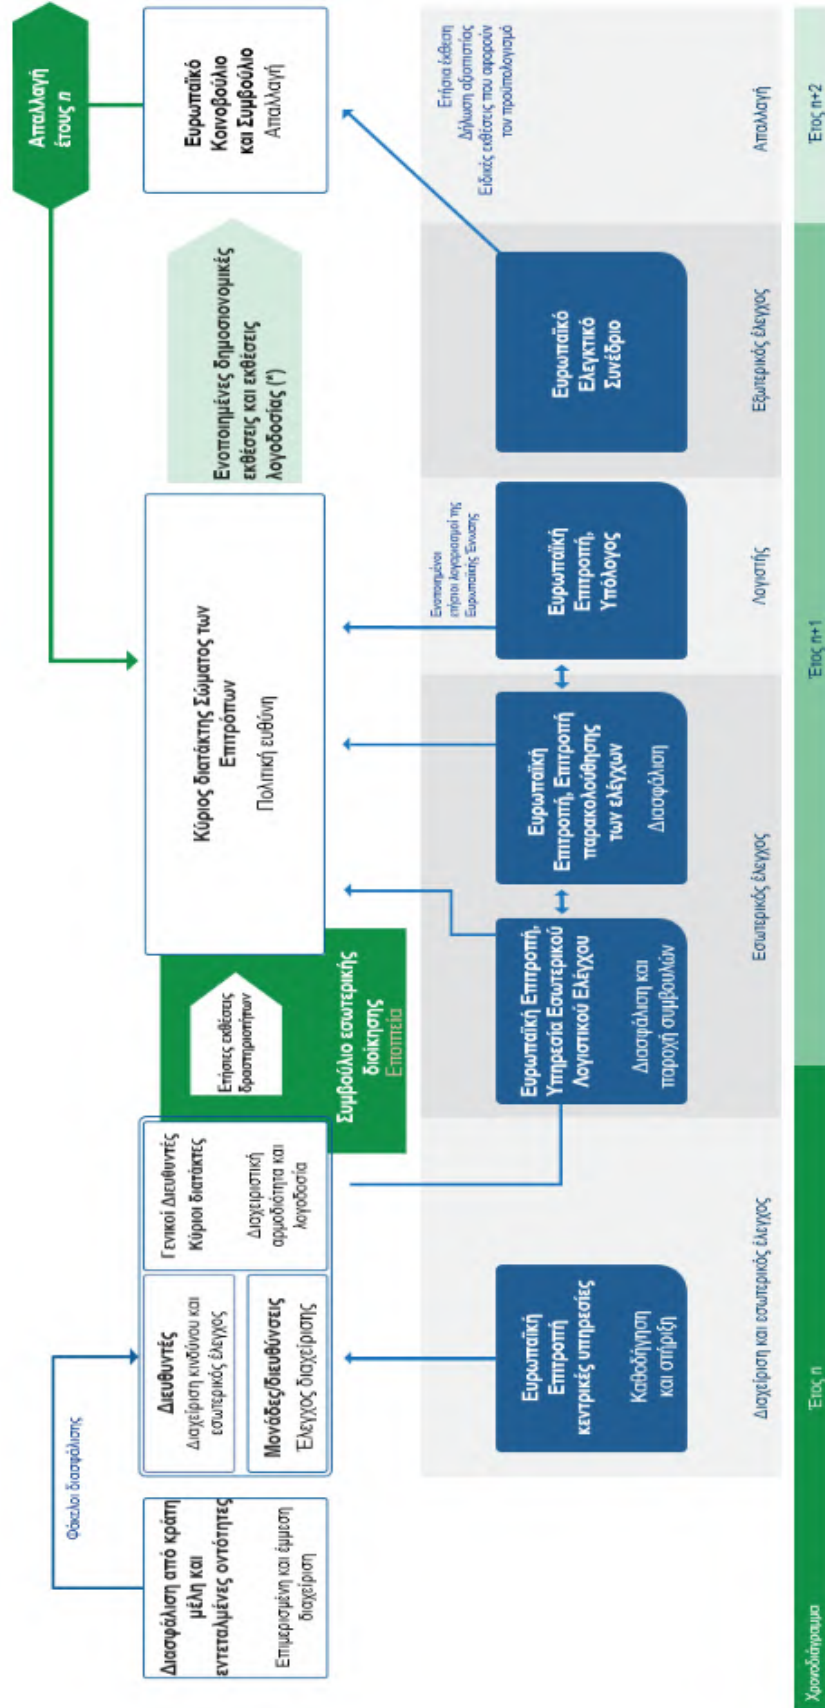 Φάκελοι διασφάλισης
Διασφάλιση από κράτη
μέλη και
εντεταλμένες οντότητες
Επιμερισμένη και έμμεση
διαχείριση
Διευθυντές
Διαχείριση κινδύνου και
εσωτερικός έλεγχος
Μονάδες/διευθύνσεις
Έλεγχος διαχείρισης
Γενικοί Διευθυντές
Κύριοι διατάκτες
Διαχειριστική
αρμοδιότητα και
λογοδοσία
Ετήσιες εκθέσεις
δραστηριοτήτων
Συμβούλιο εσωτερικής
διοίκησης
Εποπτεία
Κύριος διατάκτης Σώματος των
Επιτρόπων
Πολιτική ευθύνη
Ενοποιημένες δημοσιονομικές
εκθέσεις και εκθέσεις
λογοδοσίας (*)
Απαλλαγή
έτους n
Ευρωπαϊκό
Κοινοβούλιο
και Συμβούλιο
Απαλλαγή
Ευρωπαϊκή
Επιτροπή
κεντρικές υπηρεσίες
Καθοδήγηση
και στήριξη
Ευρωπαϊκή Επιτροπή,
Υπηρεσία Εσωτερικού
Λογιστικού Ελέγχου
Διασφάλιση και
παροχή συμβουλών
Ευρωπαϊκή
Επιτροπή, Επιτροπή
παρακολούθησης
των ελέγχων
Διασφάλιση
Ενοποιημένοι
ετήσιοι λογαριασμοί της
Ευρωπαϊκής Ένωσης
Ευρωπαϊκή
Επιτροπή,
Υπόλογος
Ευρωπαϊκό
Ελεγκτικό
Συνέδριο
Ετήσια έκθεση
Δήλωση αξιοπιστίας
Ειδικές εκθέσεις που αφορούν
τον προϋπολογισμό
Διαχείριση και εσωτερικός έλεγχος
Εσωτερικός έλεγχος
Λογιστής
Εξωτερικός έλεγχος
Απαλλαγή
Χρονοδιάγραμμα
Έτος n
Έτος n+1
Έτος n+2